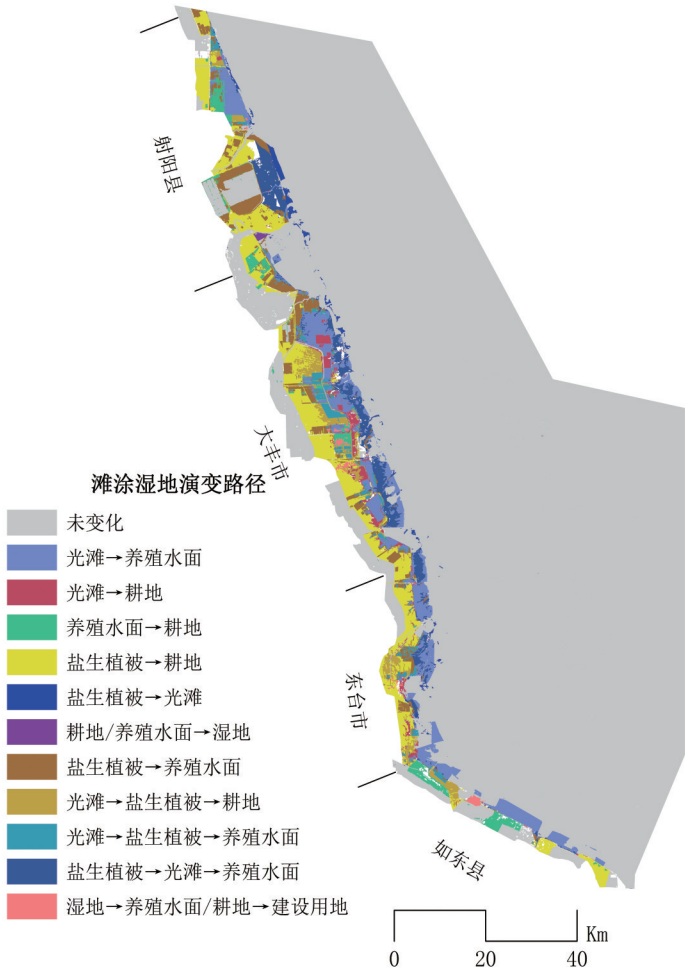 射阳县
大丰市
滩涂湿地演变路径
未变化
光滩→养殖水面
光滩→耕地
养殖水面→耕地
盐生植被→耕地
盐生植被→光滩
耕地/养殖水面→湿地
盐生植被→养殖水面
光滩→盐生植被→耕地
光滩→盐生植被→养殖水面
盐生植被→光滩→养殖水面
湿地→养殖水面/耕地→建设用地
东台市
如东县
Km
0 20 40